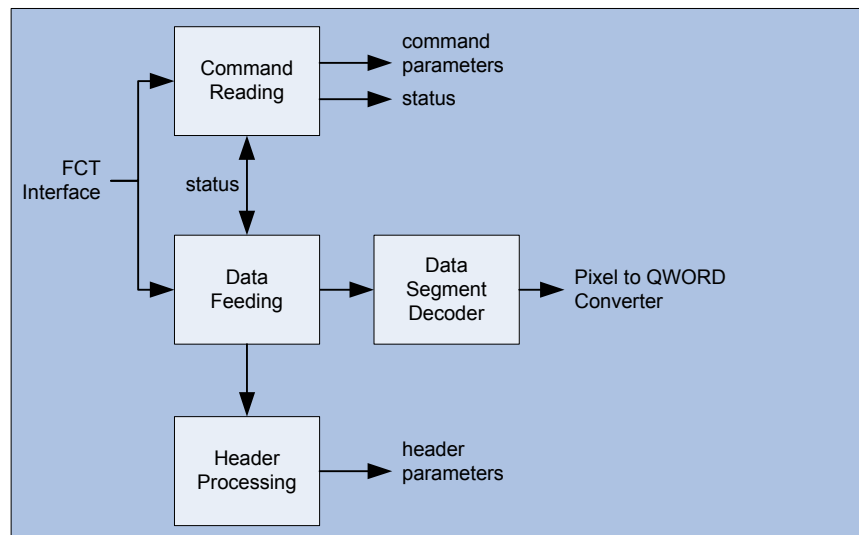 Command
Reading
command
parameters
status
FCT
Interface
status
Data
Feeding
Data
Segment
Decoder
Pixel to QWORD
Converter
Header
Processing
header
parameters